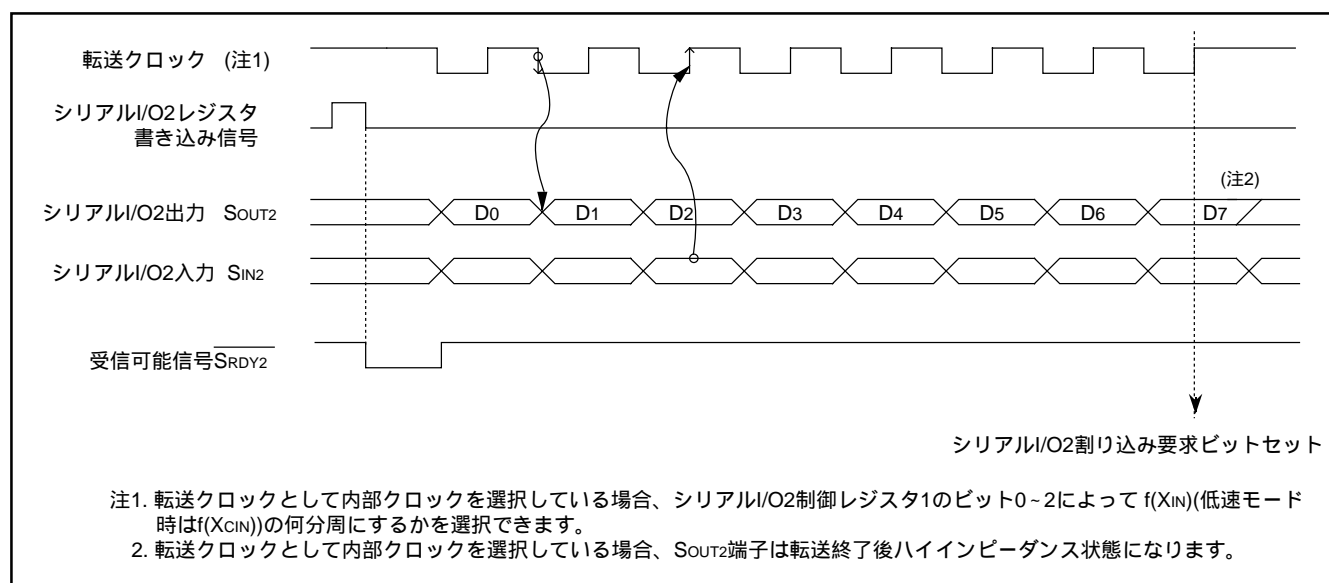 転送クロック (注1)
シリアルI/O2レジスタ
書き込み信号
(注2)
シリアルI/O2出力 SOUT2
D0 D1 D2 D3 D4 D5 D6 D7
シリアルI/O2入力 SIN2
受信可能信号SRDY2
シリアルI/O2割り込み要求ビットセット
注1. 転送クロックとして内部クロックを選択している場合、シリアルI/O2制御レジスタ1のビット0~2によって f(XIN)(低速モード
時はf(XCIN))の何分周にするかを選択できます。
2. 転送クロックとして内部クロックを選択している場合、SOUT2端子は転送終了後ハイインピーダンス状態になります。